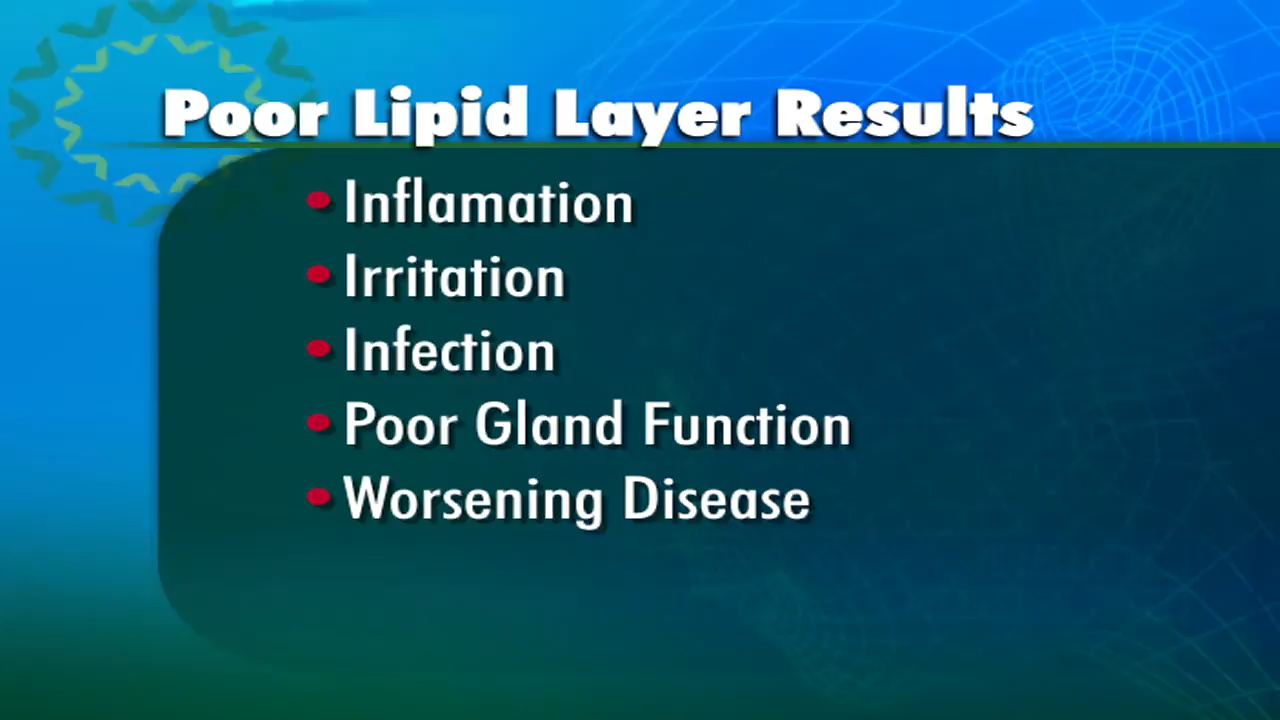 Poor Lipid Layer Results
• Inflamation
• Irritation
• Infection
• Poor Gland Function
• Worsening Disease